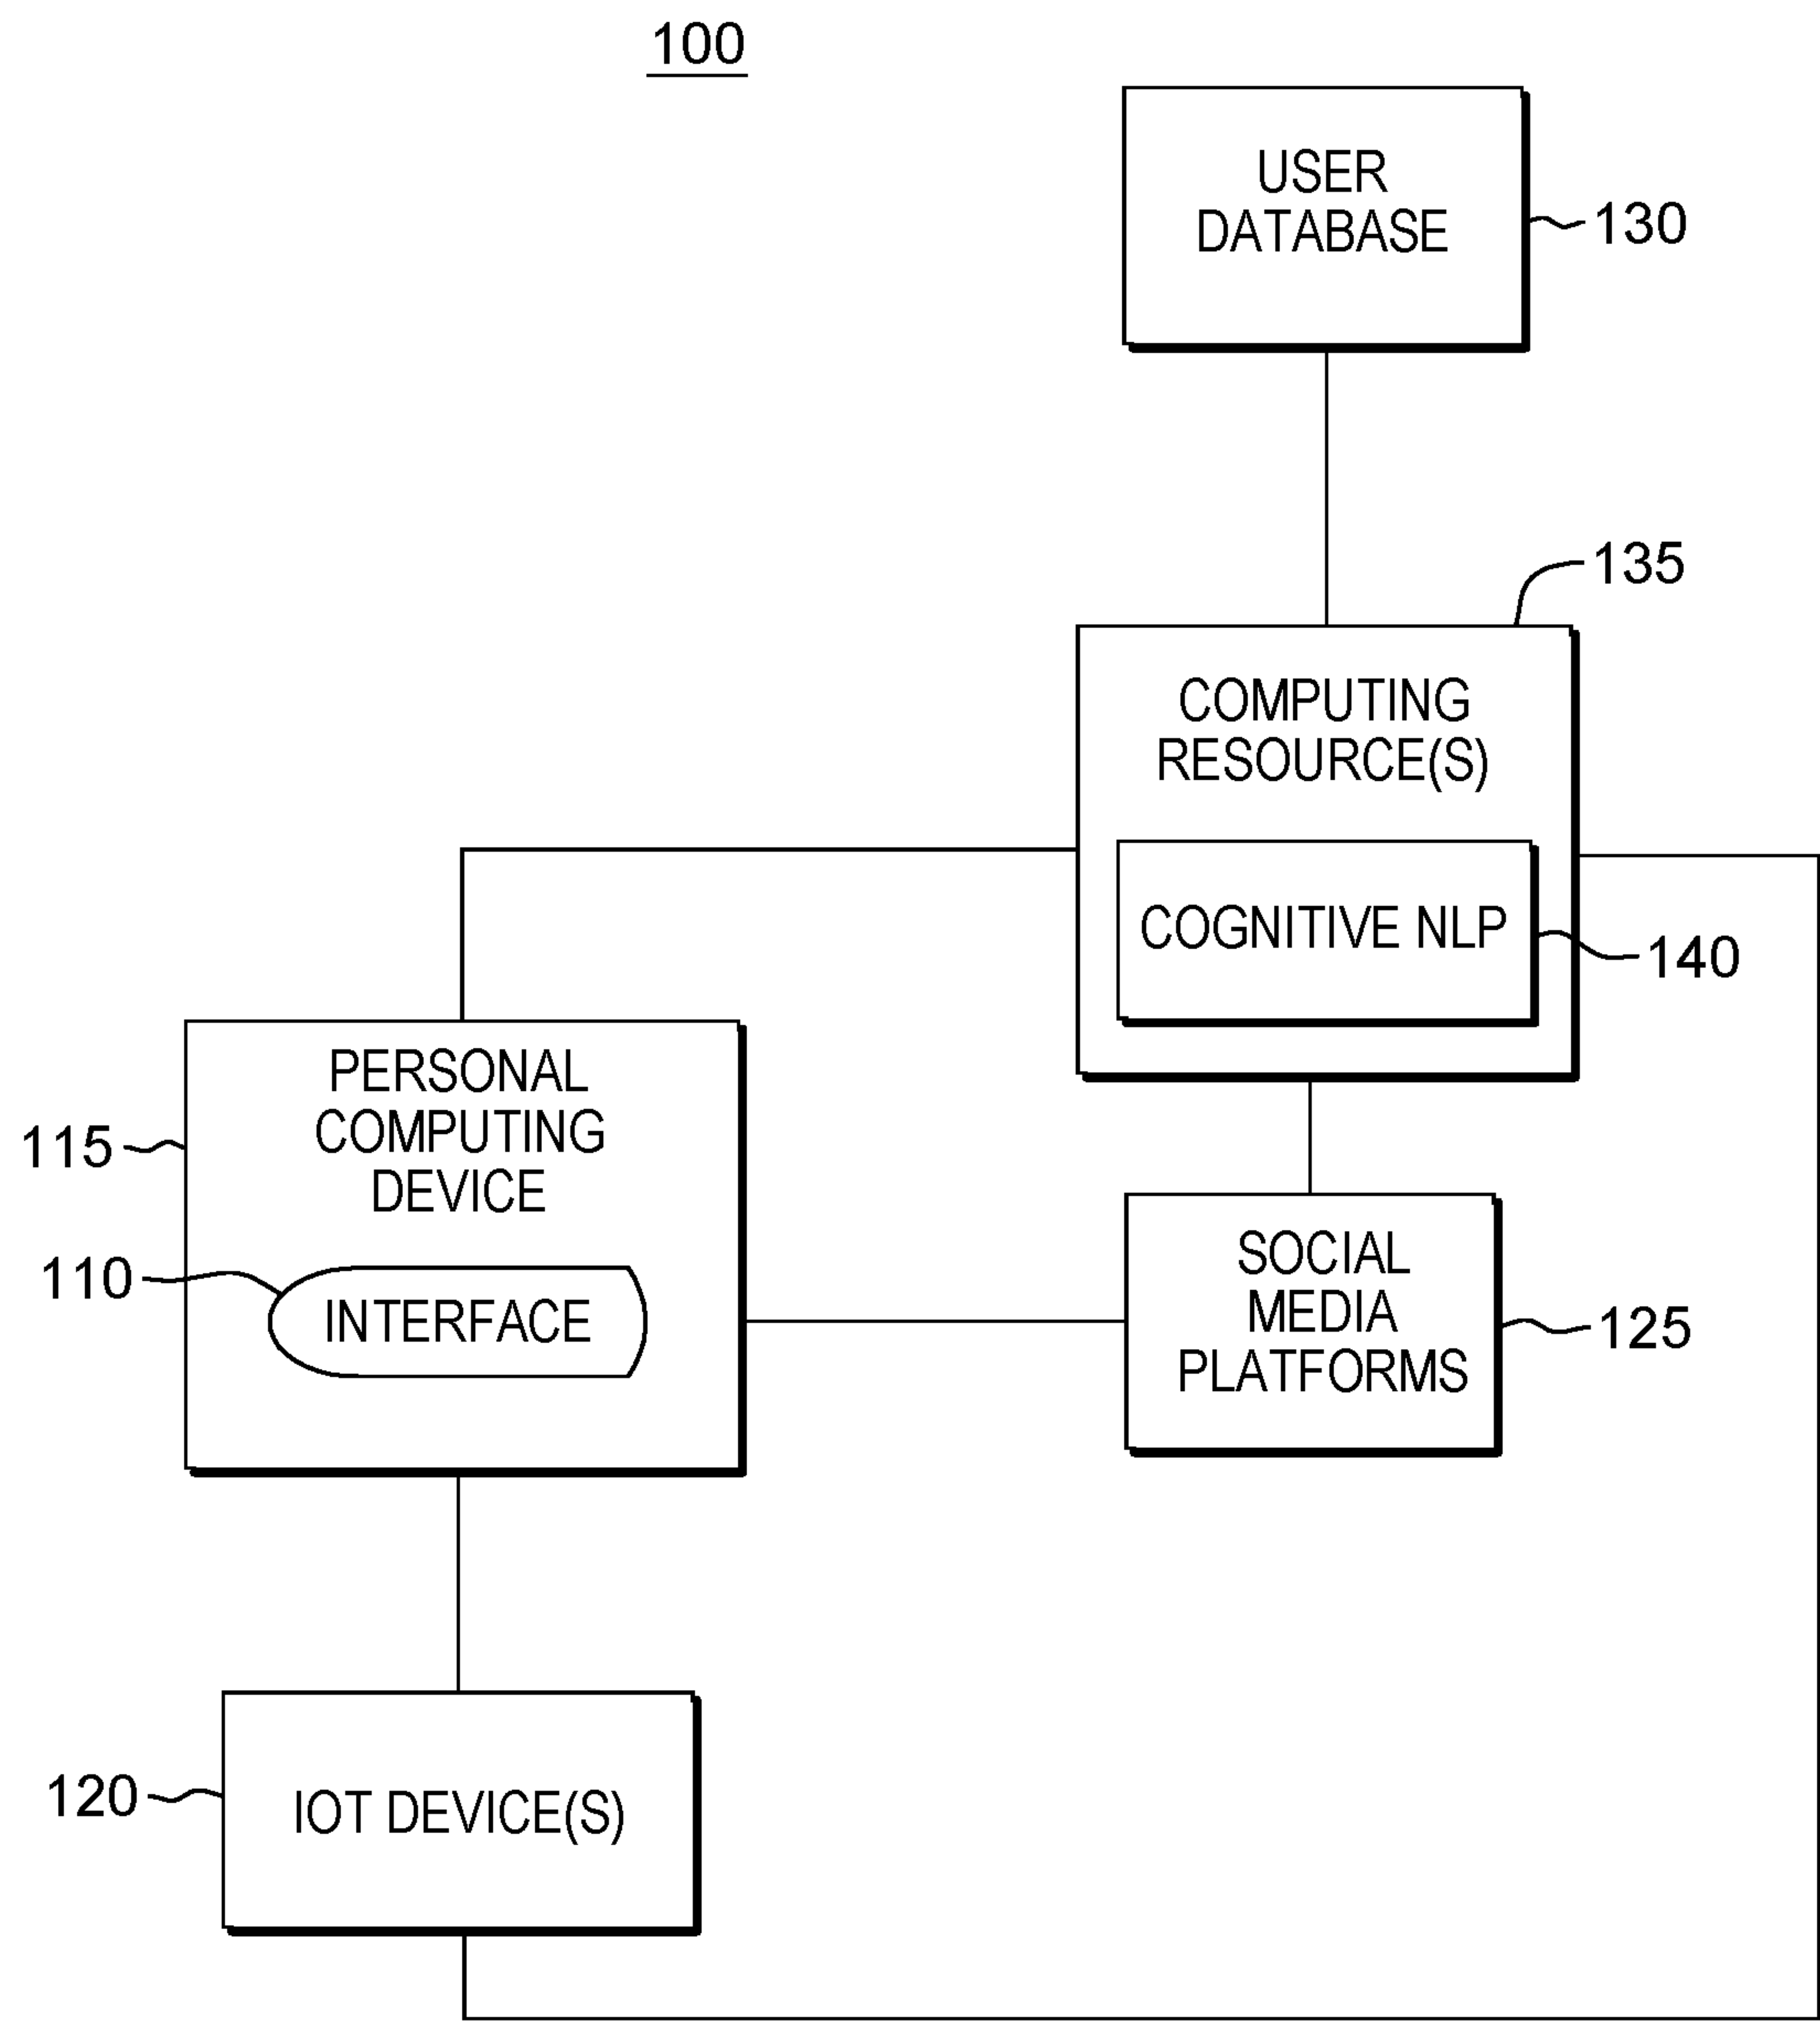 100
USER
DATABASE
130
135
COMPUTING
RESOURCE(S)
COGNITIVE NLP
140
PERSONAL
COMPUTING
DEVICE
115
110
INTERFACE
SOCIAL
MEDIA
PLATFORMS
125
120
IOT DEVICE(S)